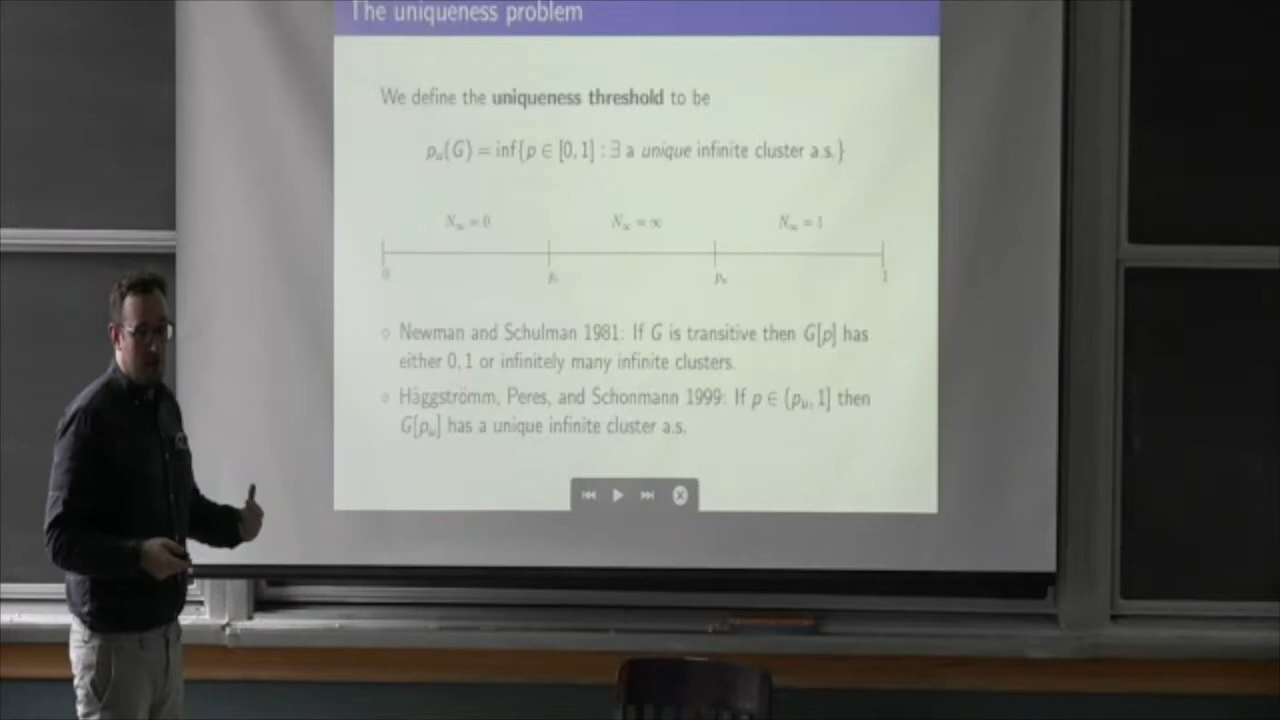 The uniqueness problem
We define the uniqueness threshold to be
p_u(G) = inf{p ∈ [0, 1] : ∃ a unique infinite cluster a.s.}
N_∞ = 0 N_∞ = ∞ N_∞ = 1
0 p_c p_u 1
Newman and Schulman 1981: If G is transitive then G[p] has
either 0, 1 or infinitely many infinite clusters.
Häggströmm, Peres, and Schonmann 1999: If p ∈ (p_u, 1] then
G[p_u] has a unique infinite cluster a.s.